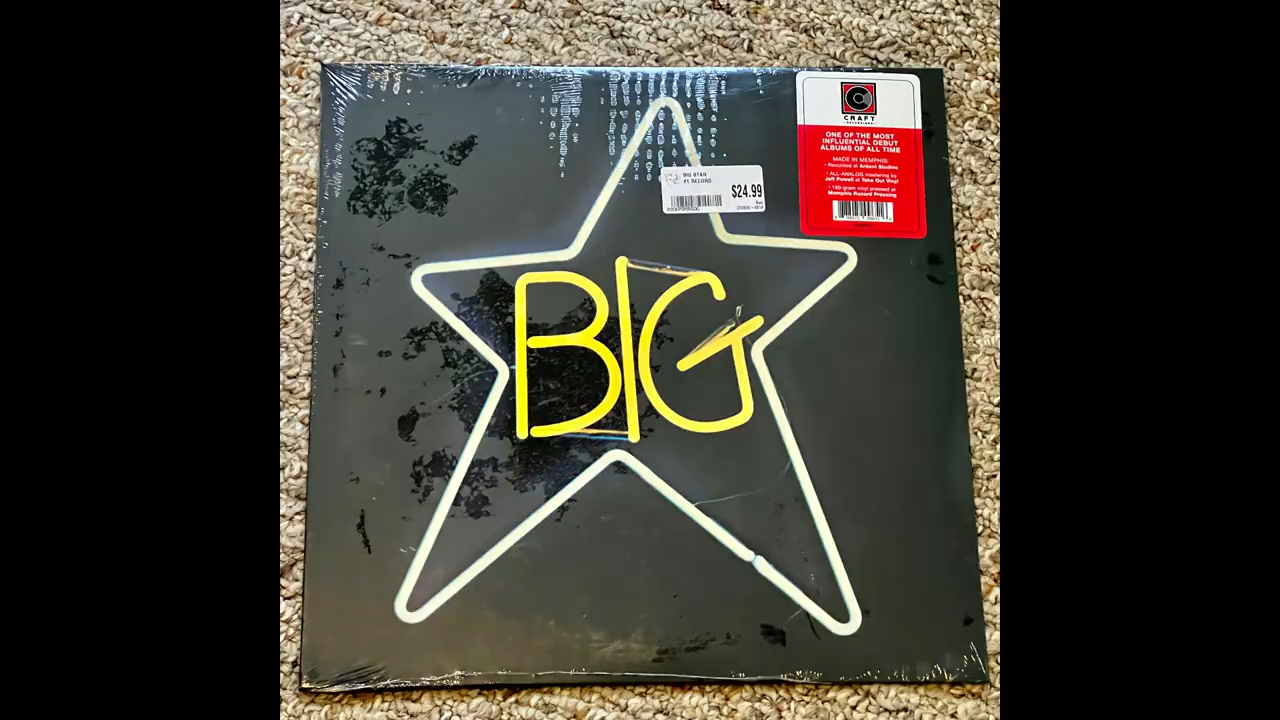 CRAFT
RECORDINGS
ONE OF THE MOST
INFLUENTIAL DEBUT
ALBUMS OF ALL TIME
MADE IN MEMPHIS:
• Recorded at Ardent Studios
• ALL-ANALOG mastering by
Jeff Powell at Take Out Vinyl
• 180-gram vinyl pressed at
Memphis Record Pressing
BIG STAR
#1 RECORD
$24.99
BIG